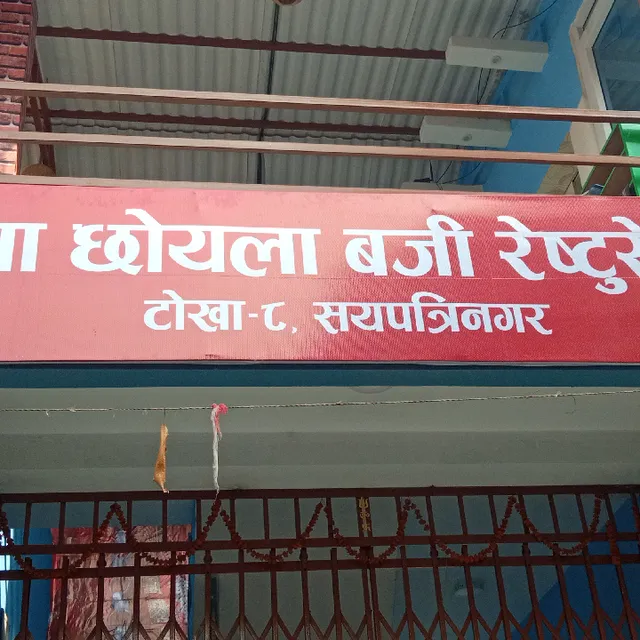 छोयला बजी रेष्टुरे
टोखा-८, सयपत्रिनगर